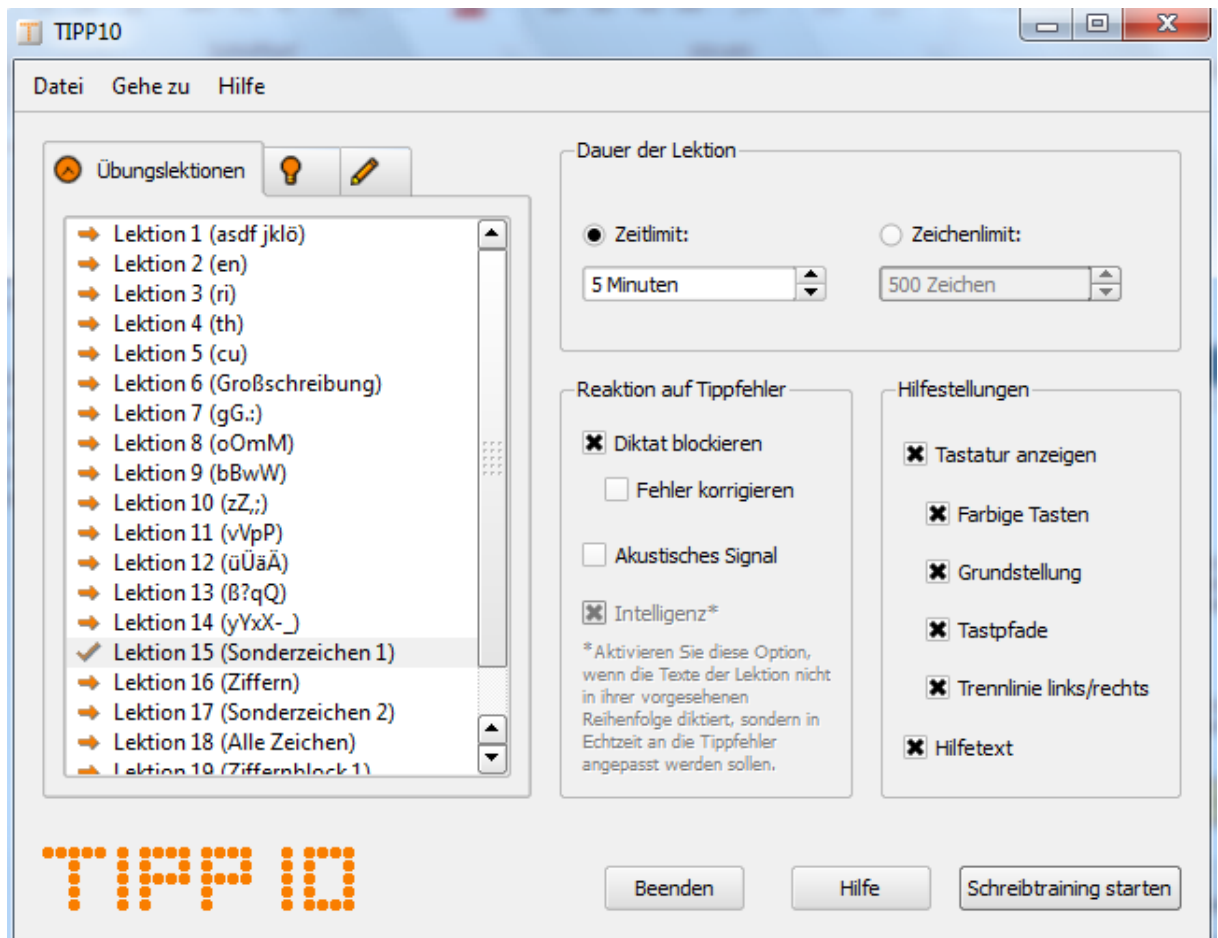 TIPP10
Datei Gehe zu Hilfe
Übungslektionen
Lektion 1 (asdf jklö)
Lektion 2 (en)
Lektion 3 (ri)
Lektion 4 (th)
Lektion 5 (cu)
Lektion 6 (Großschreibung)
Lektion 7 (gG.:)
Lektion 8 (oOmM)
Lektion 9 (bBwW)
Lektion 10 (zZ,;)
Lektion 11 (vVpP)
Lektion 12 (üÜäÄ)
Lektion 13 (ß?qQ)
Lektion 14 (yYxX-_)
Lektion 15 (Sonderzeichen 1)
Lektion 16 (Ziffern)
Lektion 17 (Sonderzeichen 2)
Lektion 18 (Alle Zeichen)
Lektion 19 (Ziffernblock 1)
Dauer der Lektion
Zeitlimit: Zeichenlimit:
5 Minuten 500 Zeichen
Reaktion auf Tippfehler
Diktat blockieren
Fehler korrigieren
Akustisches Signal
Intelligenz*
*Aktivieren Sie diese Option,
wenn die Texte der Lektion nicht
in ihrer vorgesehenen
Reihenfolge diktiert, sondern in
Echtzeit an die Tippfehler
angepasst werden sollen.
Hilfestellungen
Tastatur anzeigen
Farbige Tasten
Grundstellung
Tastpfade
Trennlinie links/rechts
Hilfetext
TIPP10
Beenden Hilfe Schreibtraining starten